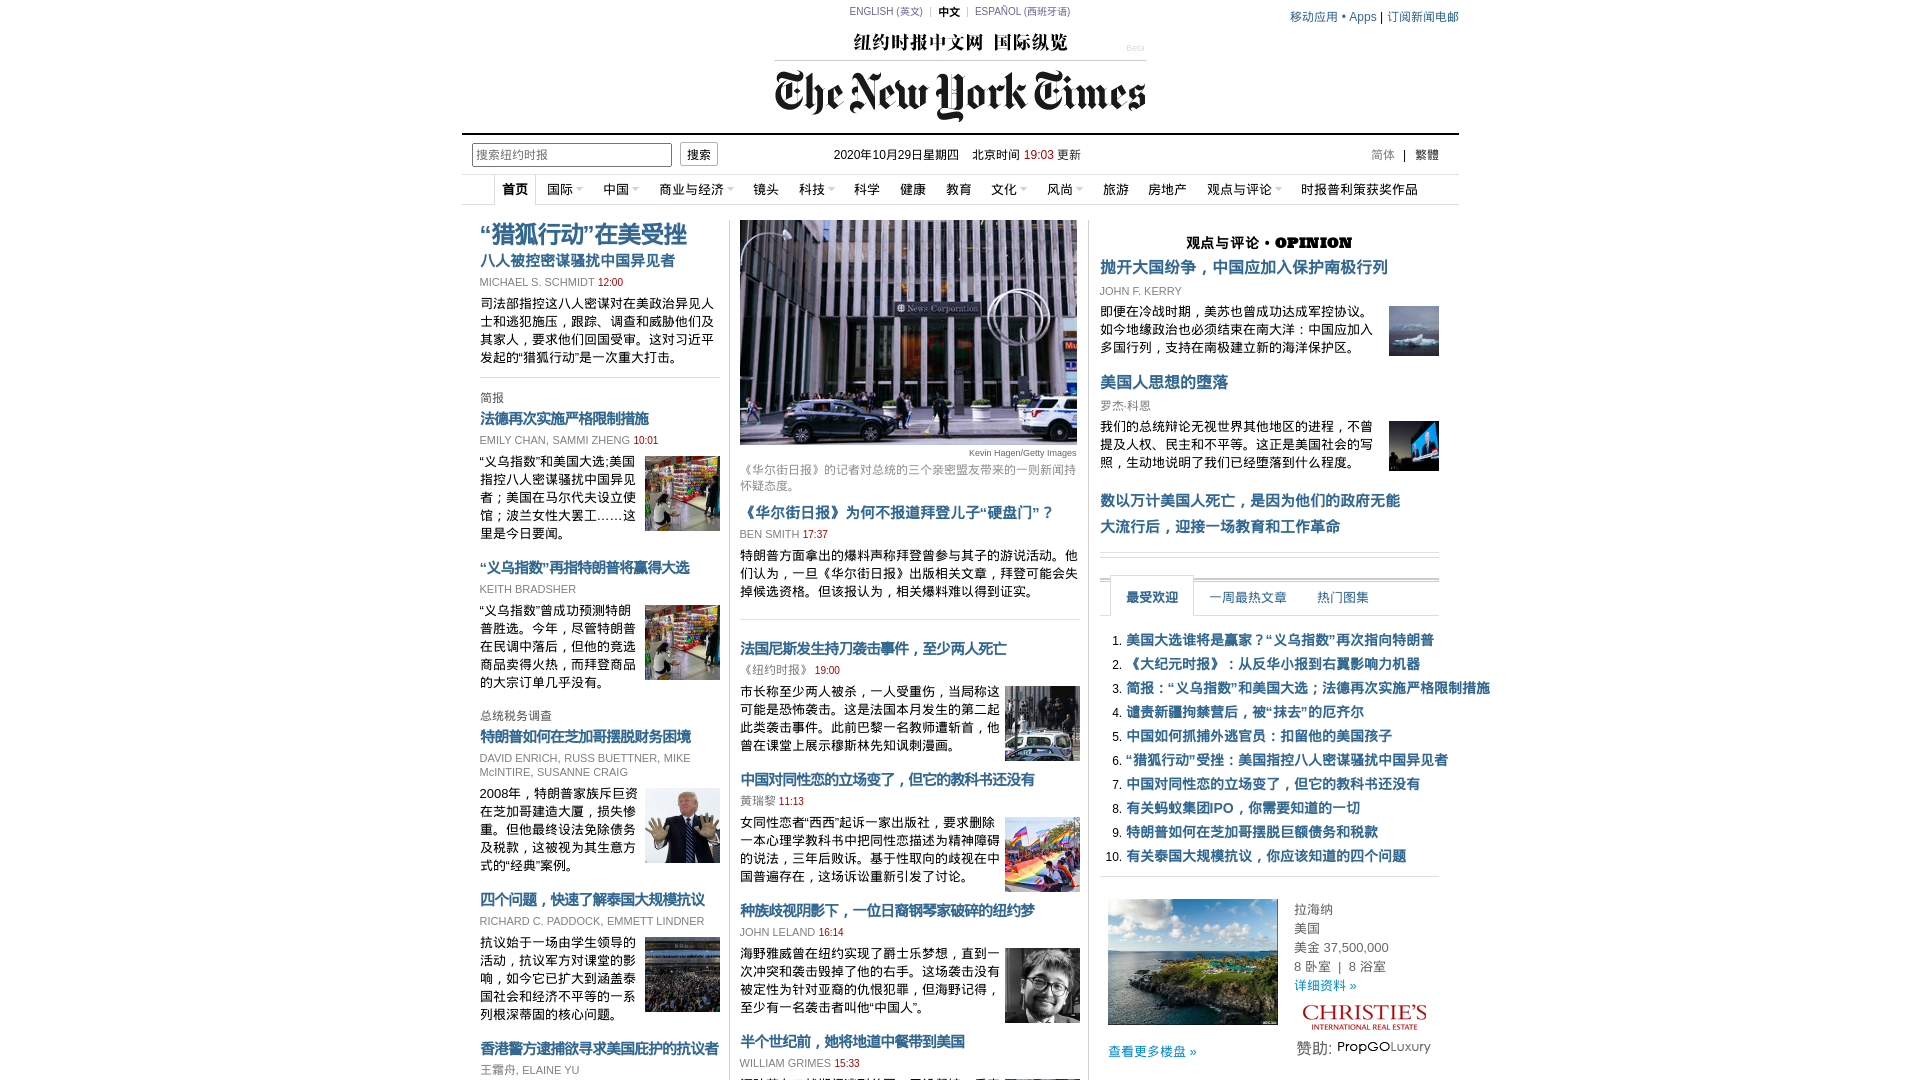 ENGLISH (英文) | 中文 | ESPAÑOL (西班牙语)
移动应用 • Apps | 订阅新闻电邮
纽约时报中文网 国际纵览
Beta
The New York Times
搜索纽约时报 搜索
2020年10月29日星期四 北京时间 19:03 更新
简体 | 繁體
首页 国际 中国 商业与经济 镜头 科技 科学 健康 教育 文化 风尚 旅游 房地产 观点与评论 时报普利策获奖作品
“猎狐行动”在美受挫
八人被控密谋骚扰中国异见者
MICHAEL S. SCHMIDT 12:00
司法部指控这八人密谋对在美政治异见人
士和逃犯施压，跟踪、调查和威胁他们及
其家人，要求他们回国受审。这对习近平
发起的“猎狐行动”是一次重大打击。
简报
法德再次实施严格限制措施
EMILY CHAN, SAMMI ZHENG 10:01
“义乌指数”和美国大选;美国
指控八人密谋骚扰中国异见
者；美国在马尔代夫设立使
馆；波兰女性大罢工……这
里是今日要闻。
“义乌指数”再指特朗普将赢得大选
KEITH BRADSHER
“义乌指数”曾成功预测特朗
普胜选。今年，尽管特朗普
在民调中落后，但他的竞选
商品卖得火热，而拜登商品
的大宗订单几乎没有。
总统税务调查
特朗普如何在芝加哥摆脱财务困境
DAVID ENRICH, RUSS BUETTNER, MIKE
McINTIRE, SUSANNE CRAIG
2008年，特朗普家族斥巨资
在芝加哥建造大厦，损失惨
重。但他最终设法免除债务
及税款，这被视为其生意方
式的“经典”案例。
四个问题，快速了解泰国大规模抗议
RICHARD C. PADDOCK, EMMETT LINDNER
抗议始于一场由学生领导的
活动，抗议军方对课堂的影
响，如今它已扩大到涵盖泰
国社会和经济不平等的一系
列根深蒂固的核心问题。
香港警方逮捕欲寻求美国庇护的抗议者
王霜舟, ELAINE YU
News Corporation
Kevin Hagen/Getty Images
《华尔街日报》的记者对总统的三个亲密盟友带来的一则新闻持
怀疑态度。
《华尔街日报》为何不报道拜登儿子“硬盘门”？
BEN SMITH 17:37
特朗普方面拿出的爆料声称拜登曾参与其子的游说活动。他
们认为，一旦《华尔街日报》出版相关文章，拜登可能会失
掉候选资格。但该报认为，相关爆料难以得到证实。
法国尼斯发生持刀袭击事件，至少两人死亡
《纽约时报》 19:00
市长称至少两人被杀，一人受重伤，当局称这
可能是恐怖袭击。这是法国本月发生的第二起
此类袭击事件。此前巴黎一名教师遭斩首，他
曾在课堂上展示穆斯林先知讽刺漫画。
中国对同性恋的立场变了，但它的教科书还没有
黄瑞黎 11:13
女同性恋者“西西”起诉一家出版社，要求删除
一本心理学教科书中把同性恋描述为精神障碍
的说法，三年后败诉。基于性取向的歧视在中
国普遍存在，这场诉讼重新引发了讨论。
种族歧视阴影下，一位日裔钢琴家破碎的纽约梦
JOHN LELAND 16:14
海野雅威曾在纽约实现了爵士乐梦想，直到一
次冲突和袭击毁掉了他的右手。这场袭击没有
被定性为针对亚裔的仇恨犯罪，但海野记得，
至少有一名袭击者叫他“中国人”。
半个世纪前，她将地道中餐带到美国
WILLIAM GRIMES 15:33
观点与评论 • OPINION
抛开大国纷争，中国应加入保护南极行列
JOHN F. KERRY
即便在冷战时期，美苏也曾成功达成军控协议。
如今地缘政治也必须结束在南大洋：中国应加入
多国行列，支持在南极建立新的海洋保护区。
美国人思想的堕落
罗杰·科恩
我们的总统辩论无视世界其他地区的进程，不曾
提及人权、民主和不平等。这正是美国社会的写
照，生动地说明了我们已经堕落到什么程度。
数以万计美国人死亡，是因为他们的政府无能
大流行后，迎接一场教育和工作革命
最受欢迎 一周最热文章 热门图集
1. 美国大选谁将是赢家？“义乌指数”再次指向特朗普
2. 《大纪元时报》：从反华小报到右翼影响力机器
3. 简报：“义乌指数”和美国大选；法德再次实施严格限制措施
4. 谴责新疆拘禁营后，被“抹去”的厄齐尔
5. 中国如何抓捕外逃官员：扣留他的美国孩子
6. “猎狐行动”受挫：美国指控八人密谋骚扰中国异见者
7. 中国对同性恋的立场变了，但它的教科书还没有
8. 有关蚂蚁集团IPO，你需要知道的一切
9. 特朗普如何在芝加哥摆脱巨额债务和税款
10. 有关泰国大规模抗议，你应该知道的四个问题
拉海纳
美国
美金 37,500,000
8 卧室 | 8 浴室
详细资料 »
CHRISTIE'S
INTERNATIONAL REAL ESTATE
查看更多楼盘 »
赞助: PropGOLuxury